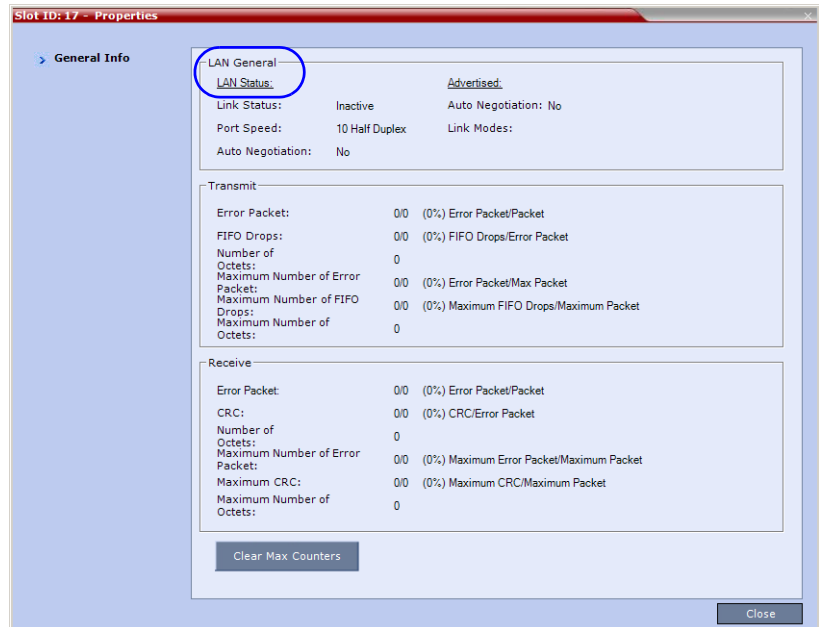 Slot ID: 17 - Properties
General Info
LAN General
LAN Status: Advertised:
Link Status: Inactive Auto Negotiation: No
Port Speed: 10 Half Duplex Link Modes:
Auto Negotiation: No
Transmit
Error Packet: 0/0 (0%) Error Packet/Packet
FIFO Drops: 0/0 (0%) FIFO Drops/Error Packet
Number of
Octets: 0
Maximum Number of Error
Packet: 0/0 (0%) Error Packet/Max Packet
Maximum Number of FIFO
Drops: 0/0 (0%) Maximum FIFO Drops/Maximum Packet
Maximum Number of
Octets: 0
Receive
Error Packet: 0/0 (0%) Error Packet/Packet
CRC: 0/0 (0%) CRC/Error Packet
Number of
Octets: 0
Maximum Number of Error
Packet: 0/0 (0%) Maximum Error Packet/Maximum Packet
Maximum CRC: 0/0 (0%) Maximum CRC/Maximum Packet
Maximum Number of
Octets: 0
Clear Max Counters
Close